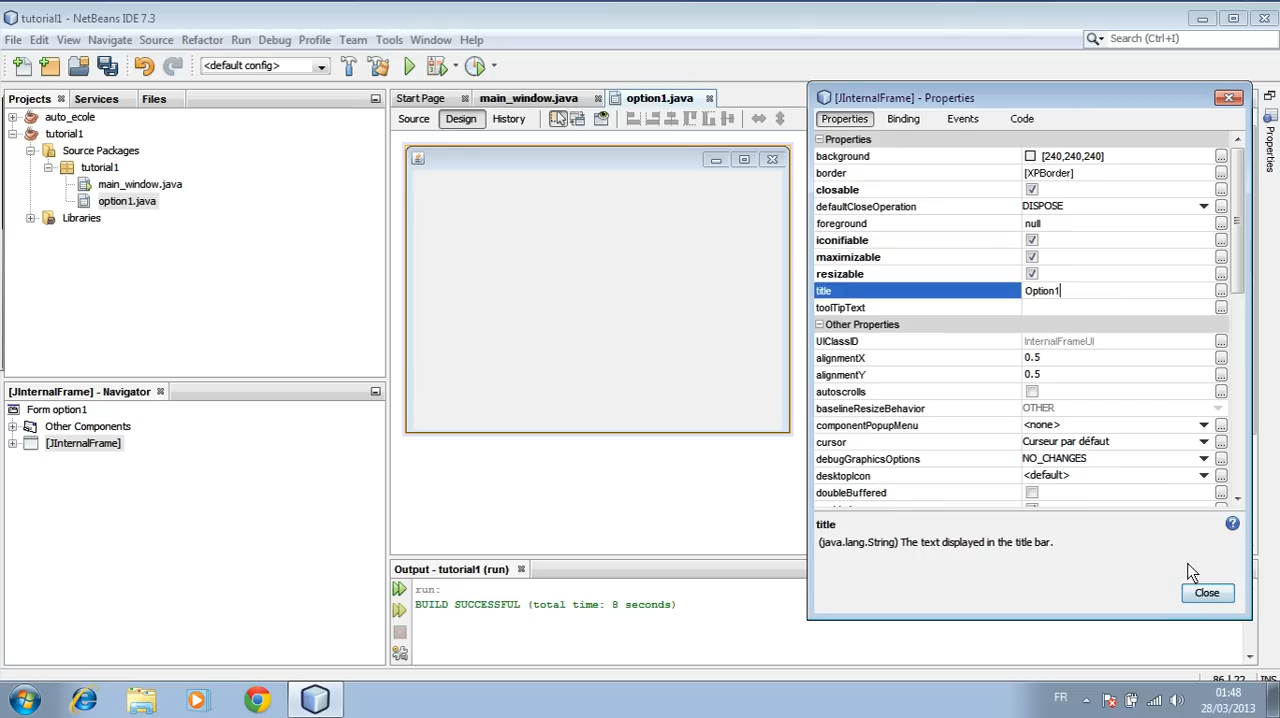 tutorial1 - NetBeans IDE 7.3
File Edit View Navigate Source Refactor Run Debug Profile Team Tools Window Help
Search (Ctrl+I)
<default config>
Projects Services Files
auto_ecole
tutorial1
Source Packages
tutorial1
main_window.java
option1.java
Libraries
[JInternalFrame] - Navigator
Form option1
Other Components
[JInternalFrame]
Start Page main_window.java option1.java
Source Design History
Output - tutorial1 (run)
run:
BUILD SUCCESSFUL (total time: 8 seconds)
[JInternalFrame] - Properties
Properties Binding Events Code
Properties
background [240,240,240]
border [XPBorder]
closable
defaultCloseOperation DISPOSE
foreground null
iconifiable
maximizable
resizable
title Option1
toolTipText
Other Properties
UIClassID InternalFrameUI
alignmentX 0.5
alignmentY 0.5
autoscrolls
baselineResizeBehavior OTHER
componentPopupMenu <none>
cursor Curseur par défaut
debugGraphicsOptions NO_CHANGES
desktopIcon <default>
doubleBuffered
title
(java.lang.String) The text displayed in the title bar.
Close
Properties
86 | 22 INS
FR
01:48
28/03/2013